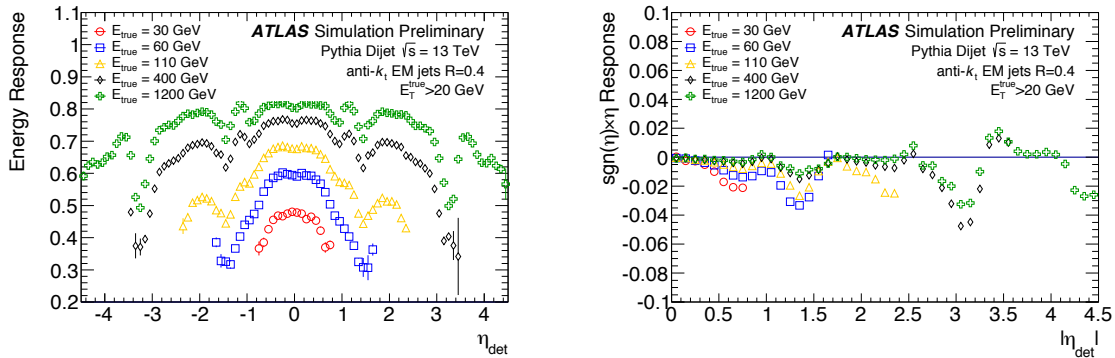 Energy Response
1.1
1
0.9
0.8
0.7
0.6
0.5
0.4
0.3
0.2
E_true = 30 GeV
E_true = 60 GeV
E_true = 110 GeV
E_true = 400 GeV
E_true = 1200 GeV
ATLAS Simulation Preliminary
Pythia Dijet √s = 13 TeV
anti-k_t EM jets R=0.4
E_T^true>20 GeV
-4 -3 -2 -1 0 1 2 3 4
η_det
sgn(η)×η Response
0.1
0.08
0.06
0.04
0.02
0
-0.02
-0.04
-0.06
-0.08
-0.1
E_true = 30 GeV
E_true = 60 GeV
E_true = 110 GeV
E_true = 400 GeV
E_true = 1200 GeV
ATLAS Simulation Preliminary
Pythia Dijet √s = 13 TeV
anti-k_t EM jets R=0.4
E_T^true>20 GeV
0 0.5 1 1.5 2 2.5 3 3.5 4 4.5
|η_det|